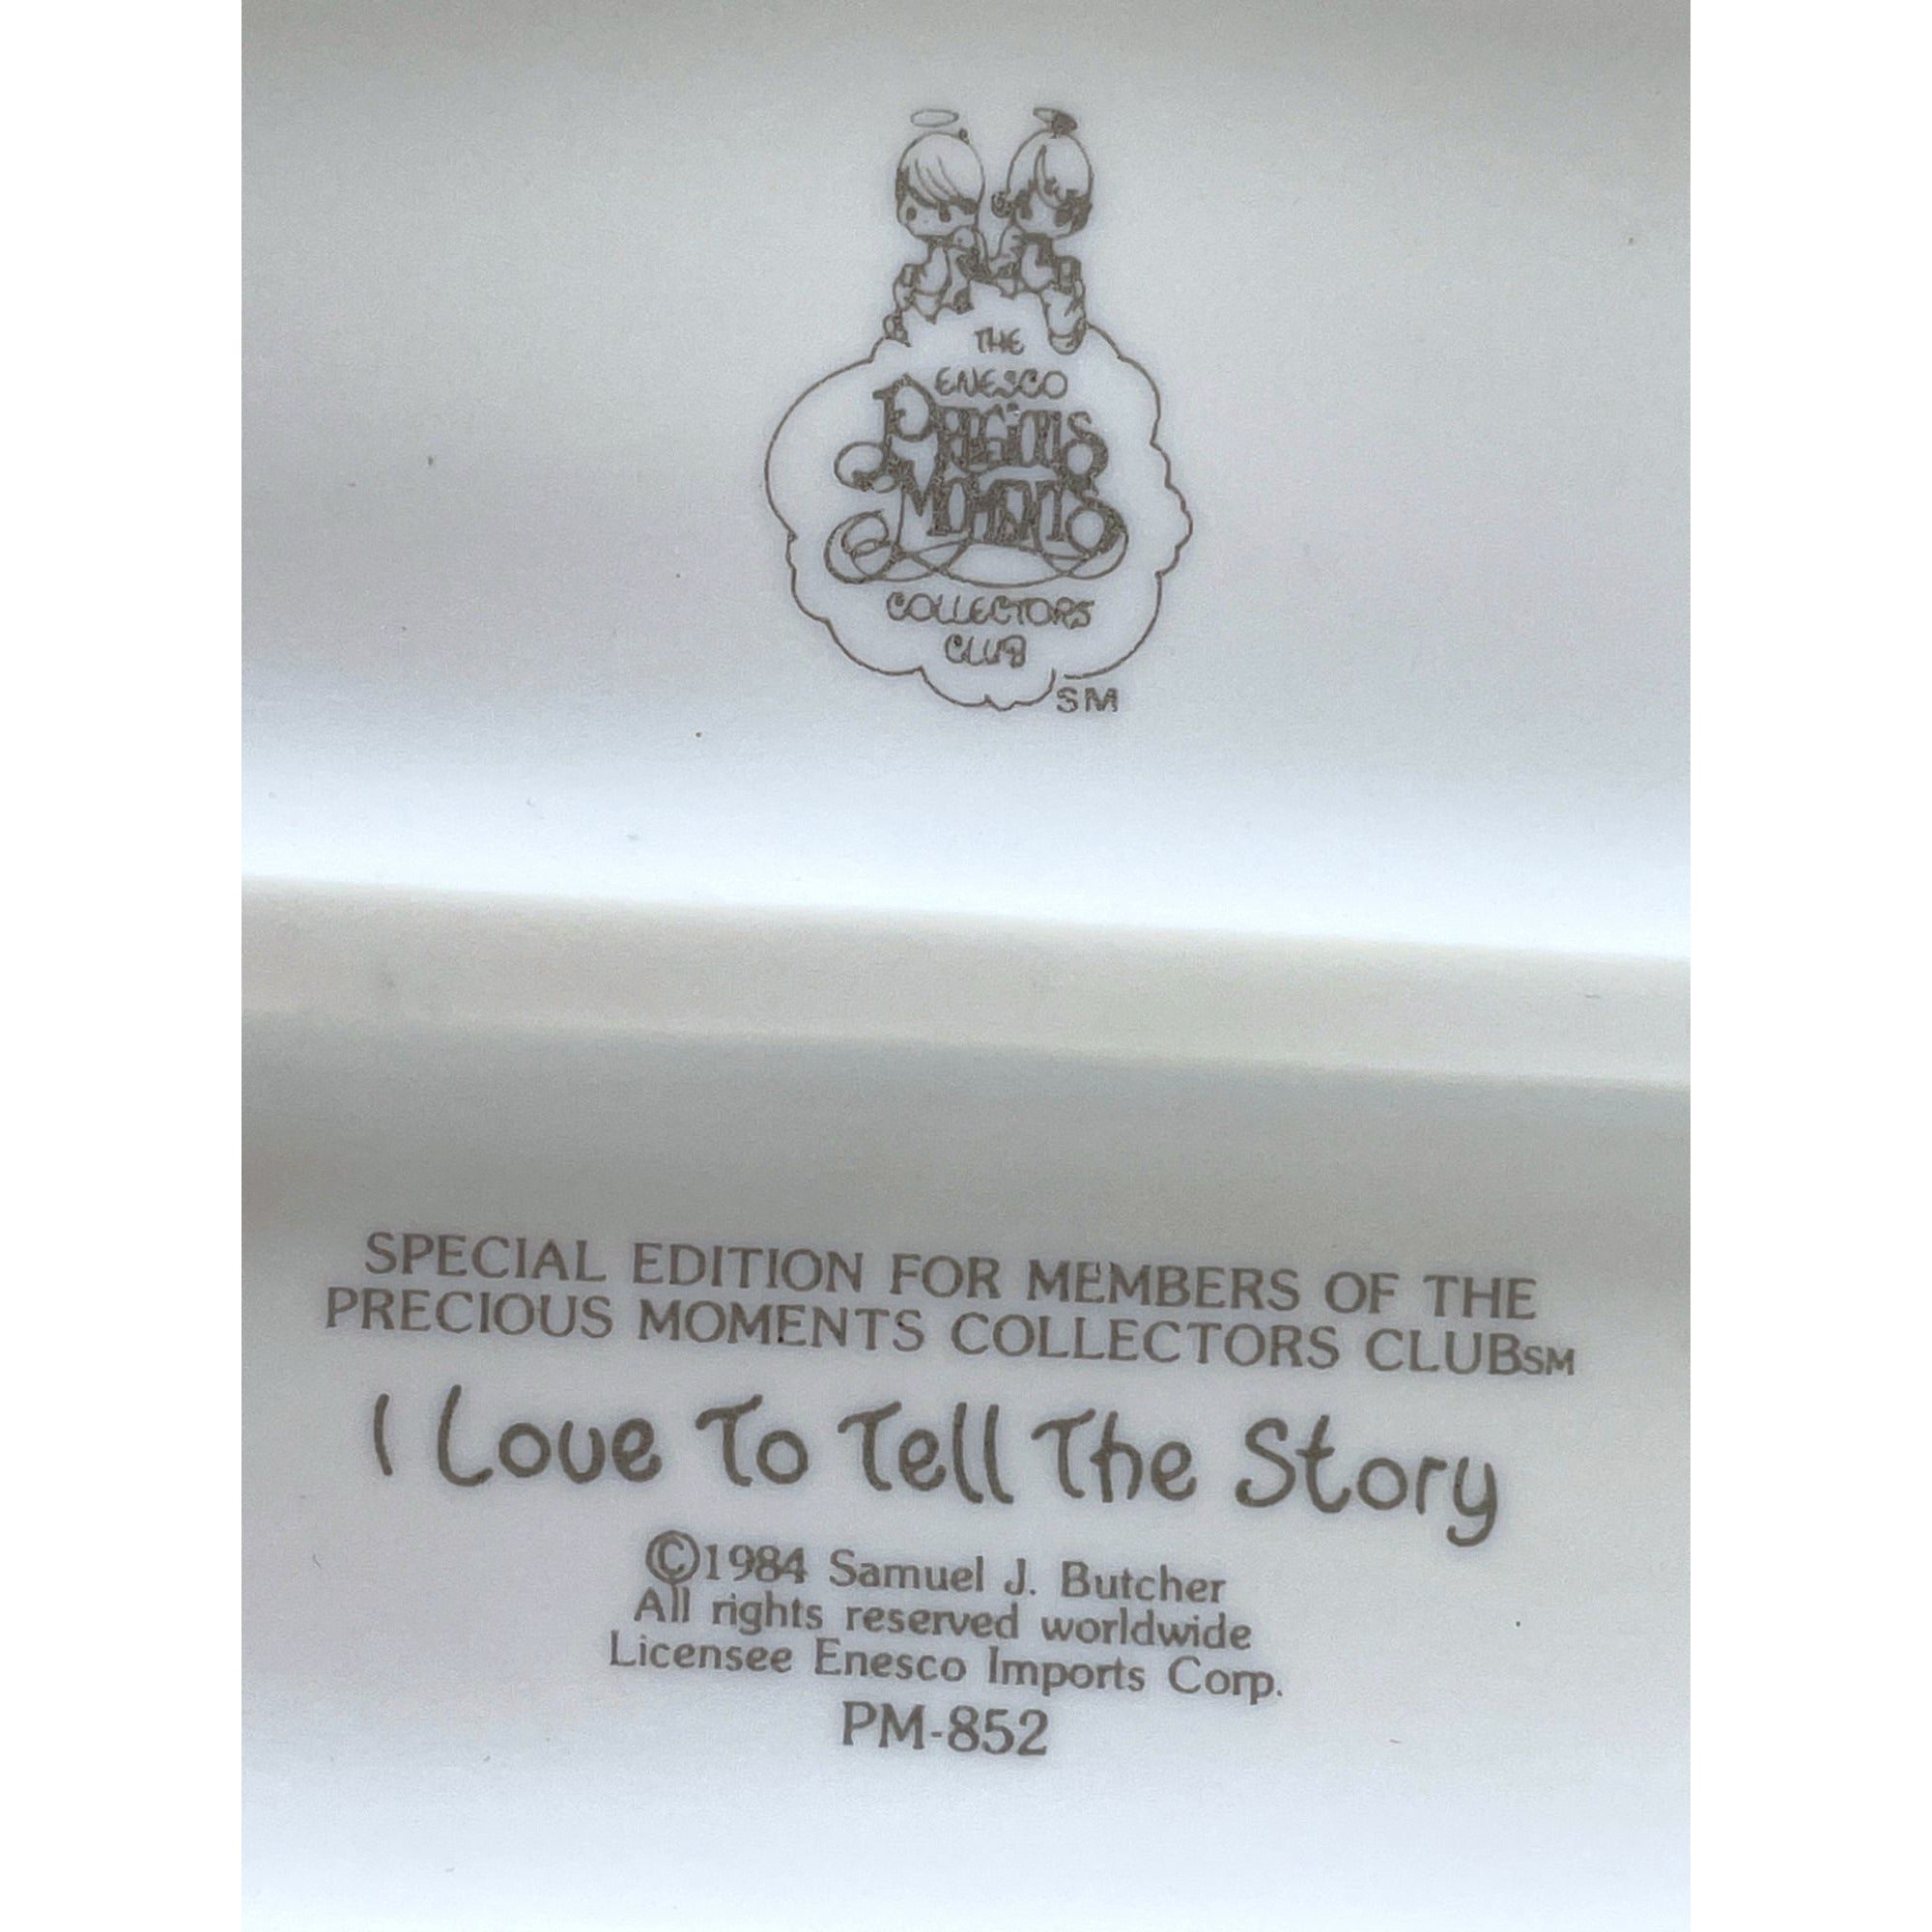 THE
ENESCO
PRECIOUS
MOMENTS
COLLECTORS
CLUB
SM
SPECIAL EDITION FOR MEMBERS OF THE
PRECIOUS MOMENTS COLLECTORS CLUBSM
I Love To Tell The Story
©1984 Samuel J. Butcher
All rights reserved worldwide
Licensee Enesco Imports Corp.
PM-852